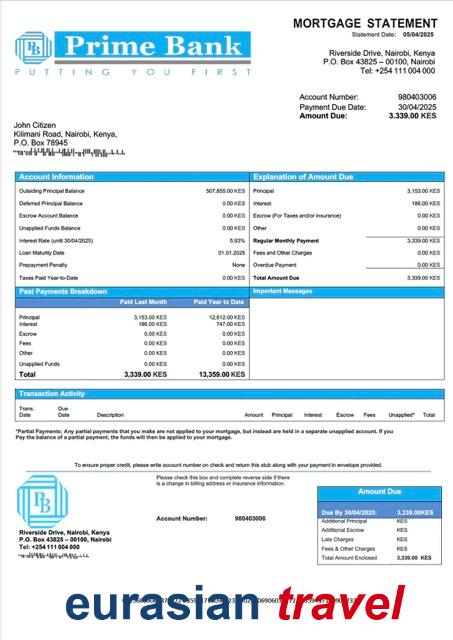 MORTGAGE STATEMENT
Statement Date: 05/04/2025
PB Prime Bank
PUTTING YOU FIRST
Riverside Drive, Nairobi, Kenya
P.O. Box 43825 – 00100, Nairobi
Tel: +254 111 004 000
Account Number: 980403006
Payment Due Date: 30/04/2025
Amount Due: 3.339.00 KES
John Citizen
Kilimani Road, Nairobi, Kenya,
P.O. Box 78945
Account Information
Outsiding Principal Balance 507,855.00 KES
Deferred Principal Balance 0.00 KES
Escrow Account Balance 0.00 KES
Unapplied Funds Balance 0.00 KES
Interest Rate (until 30/04/2025) 5.93%
Loan Maturity Date 01.01.2025
Prepayment Penalty None
Taxes Paid Year-to-Date 0.00 KES
Explanation of Amount Due
Principal 3,153.00 KES
Interest 186.00 KES
Escrow (For Taxes and/or insurance) 0.00 KES
Other 0.00 KES
Regular Monthly Payment 3,339.00 KES
Fees and Other Charges 0.00 KES
Overdue Payment 0.00 KES
Total Amount Due 3,339.00 KES
Past Payments Breakdown
Paid Last Month Paid Year to Date
Principal 3,153.00 KES 12,612.00 KES
Interest 186.00 KES 747.00 KES
Escrow 0.00 KES 0.00 KES
Fees 0.00 KES 0.00 KES
Other 0.00 KES 0.00 KES
Unapplied Funds 0.00 KES 0.00 KES
Total 3,339.00 KES 13,359.00 KES
Important Messages
Transaction Activity
Trans. Date Due Date Description Amount Principal Interest Escrow Fees Unapplied* Total
*Partial Payments: Any partial payments that you make are not applied to your mortgage, but instead are held in a separate unapplied account. If you
Pay the balance of a partial payment, the funds will then be applied to your mortgage.
To ensure proper credit, please write account number on check and return this stub along with your payment in envelope provided.
Please check this box and complete reverse side if there
is a change in billing address or insurance information.
PB
Account Number: 980403006
Riverside Drive, Nairobi, Kenya
P.O. Box 43825 – 00100, Nairobi
Tel: +254 111 004 000
Amount Due
Due By 30/04/2025: 3,339.00KES
Additional Principal KES
Additional Escrow KES
Late Charges KES
Fees & Other Charges KES
Total Amount Enclosed 3,339.00 KES
eurasian travel